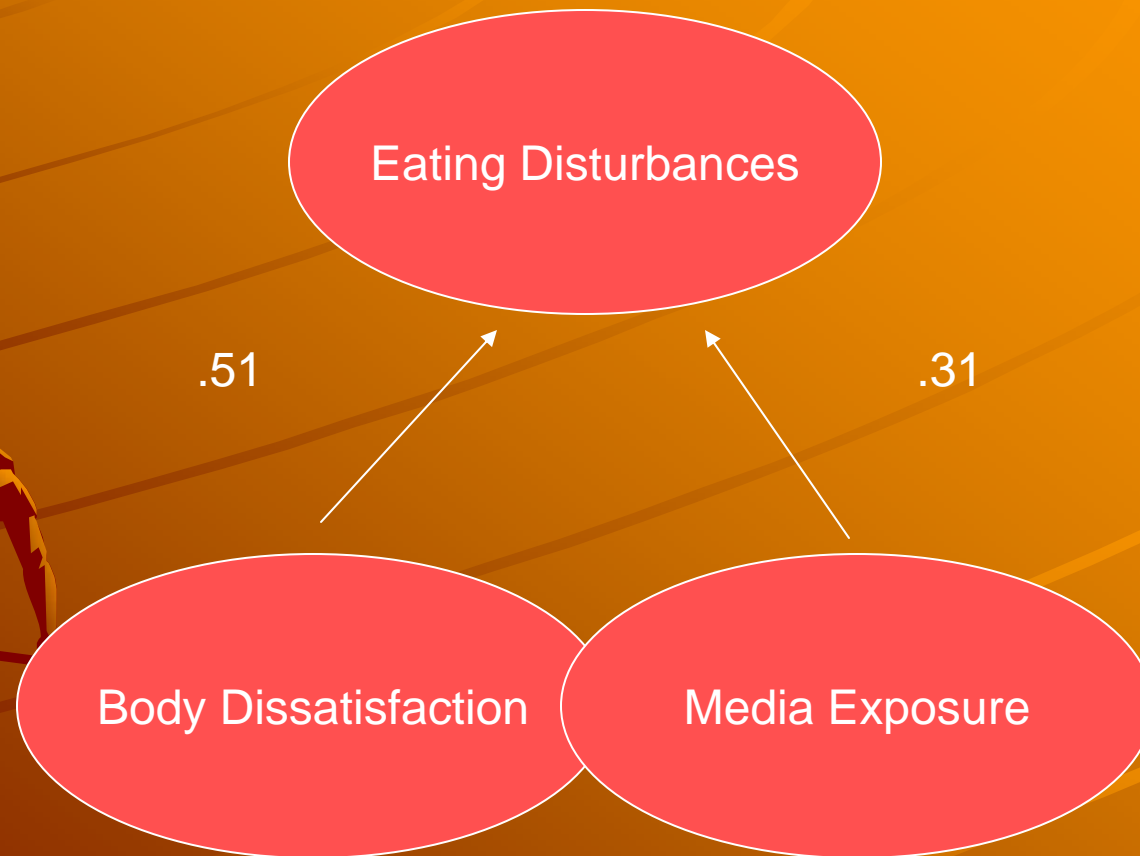 Eating Disturbances
.51
.31
Body Dissatisfaction
Media Exposure